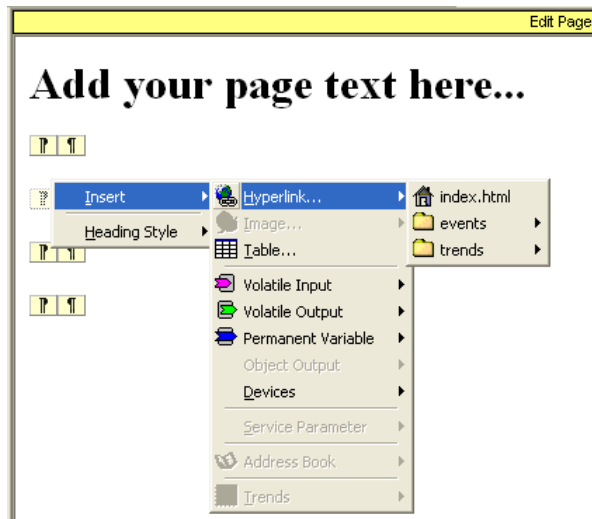 Edit Page
Add your page text here...
Insert
Heading Style
Hyperlink...
Image...
Table...
Volatile Input
Volatile Output
Permanent Variable
Object Output
Devices
Service Parameter
Address Book
Trends
index.html
events
trends